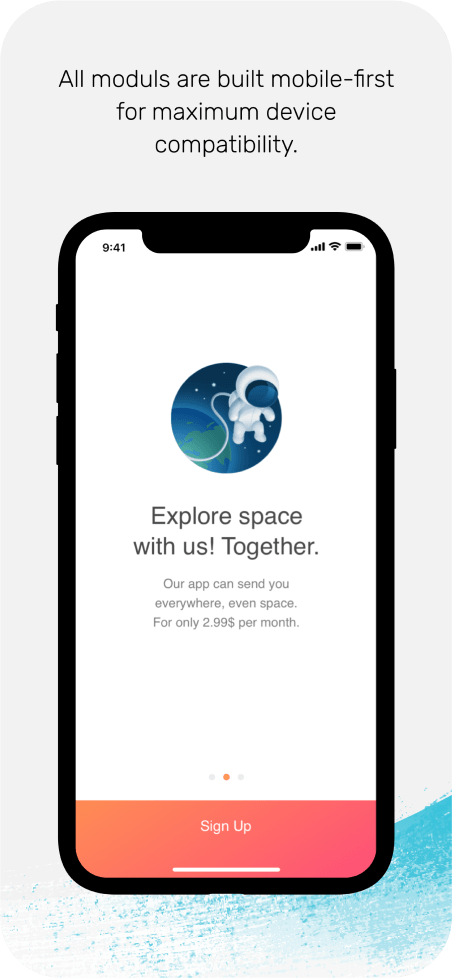 All moduls are built mobile-first
for maximum device
compatibility.
9:41
Explore space
with us! Together.
Our app can send you
everywhere, even space.
For only 2.99$ per month.
Sign Up